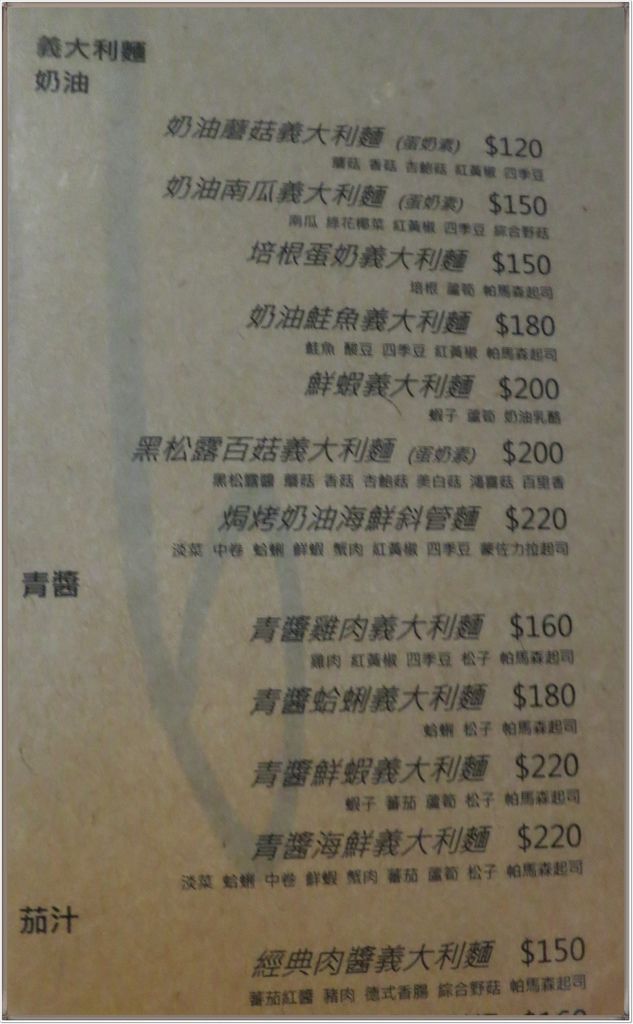 義大利麵
奶油
奶油蘑菇義大利麵 (蛋奶素) $120
蘑菇 香菇 杏鮑菇 紅黃椒 四季豆
奶油南瓜義大利麵 (蛋奶素) $150
南瓜 綠花椰菜 紅黃椒 四季豆 綜合野菇
培根蛋奶義大利麵 $150
培根 蘆筍 帕馬森起司
奶油鮭魚義大利麵 $180
鮭魚 酸豆 四季豆 紅黃椒 帕馬森起司
鮮蝦義大利麵 $200
蝦子 蘆筍 奶油乳酪
黑松露百菇義大利麵 (蛋奶素) $200
黑松露醬 蘑菇 香菇 杏鮑菇 美白菇 鴻喜菇 百里香
焗烤奶油海鮮斜管麵 $220
淡菜 中卷 蛤蜊 鮮蝦 蟹肉 紅黃椒 四季豆 蒙佐力拉起司
青醬
青醬雞肉義大利麵 $160
雞肉 紅黃椒 四季豆 松子 帕馬森起司
青醬蛤蜊義大利麵 $180
蛤蜊 松子 帕馬森起司
青醬鮮蝦義大利麵 $220
蝦子 蕃茄 蘆筍 松子 帕馬森起司
青醬海鮮義大利麵 $220
淡菜 蛤蜊 中卷 鮮蝦 蟹肉 蕃茄 蘆筍 松子 帕馬森起司
茄汁
經典肉醬義大利麵 $150
蕃茄紅醬 豬肉 德式香腸 綜合野菇 帕馬森起司